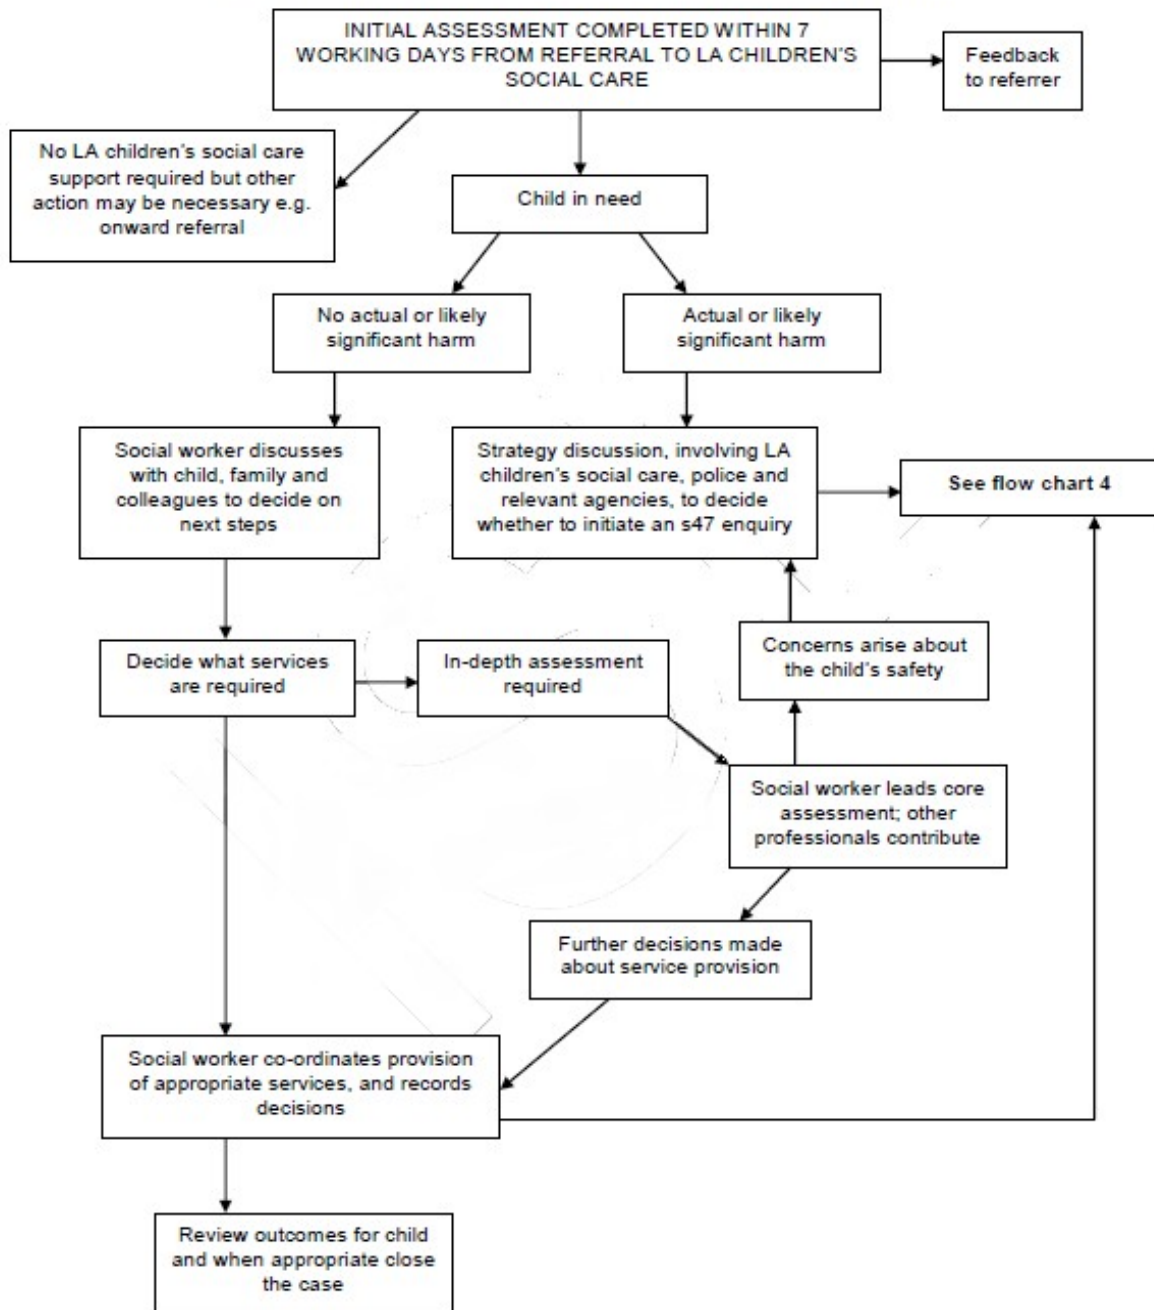 INITIAL ASSESSMENT COMPLETED WITHIN 7
WORKING DAYS FROM REFERRAL TO LA CHILDREN'S
SOCIAL CARE
Feedback
to referrer
No LA children's social care
support required but other
action may be necessary e.g.
onward referral
Child in need
No actual or likely
significant harm
Actual or likely
significant harm
Social worker discusses
with child, family and
colleagues to decide on
next steps
Strategy discussion, involving LA
children's social care, police and
relevant agencies, to decide
whether to initiate an s47 enquiry
See flow chart 4
Decide what services
are required
In-depth assessment
required
Concerns arise about
the child's safety
Social worker leads core
assessment; other
professionals contribute
Further decisions made
about service provision
Social worker co-ordinates provision
of appropriate services, and records
decisions
Review outcomes for child
and when appropriate close
the case